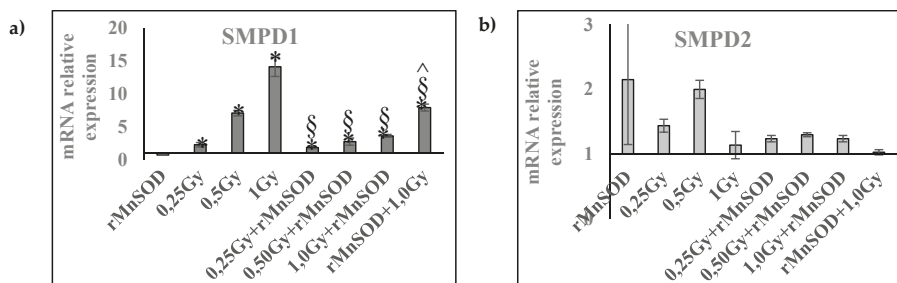 a)
SMPD1
mRNA relative
expression
20
15
10
5
0
*
*
*
§
*
§
*
§
*
^
§
*
rMnSOD
0,25Gy
0,5Gy
1Gy
0,25Gy+rMnSOD
0,50Gy+rMnSOD
1,0Gy+rMnSOD
rMnSOD+1,0Gy
b)
SMPD2
mRNA relative
expression
3
2
1
rMnSOD
0,25Gy
0,5Gy
1Gy
0,25Gy+rMnSOD
0,50Gy+rMnSOD
1,0Gy+rMnSOD
rMnSOD+1,0Gy